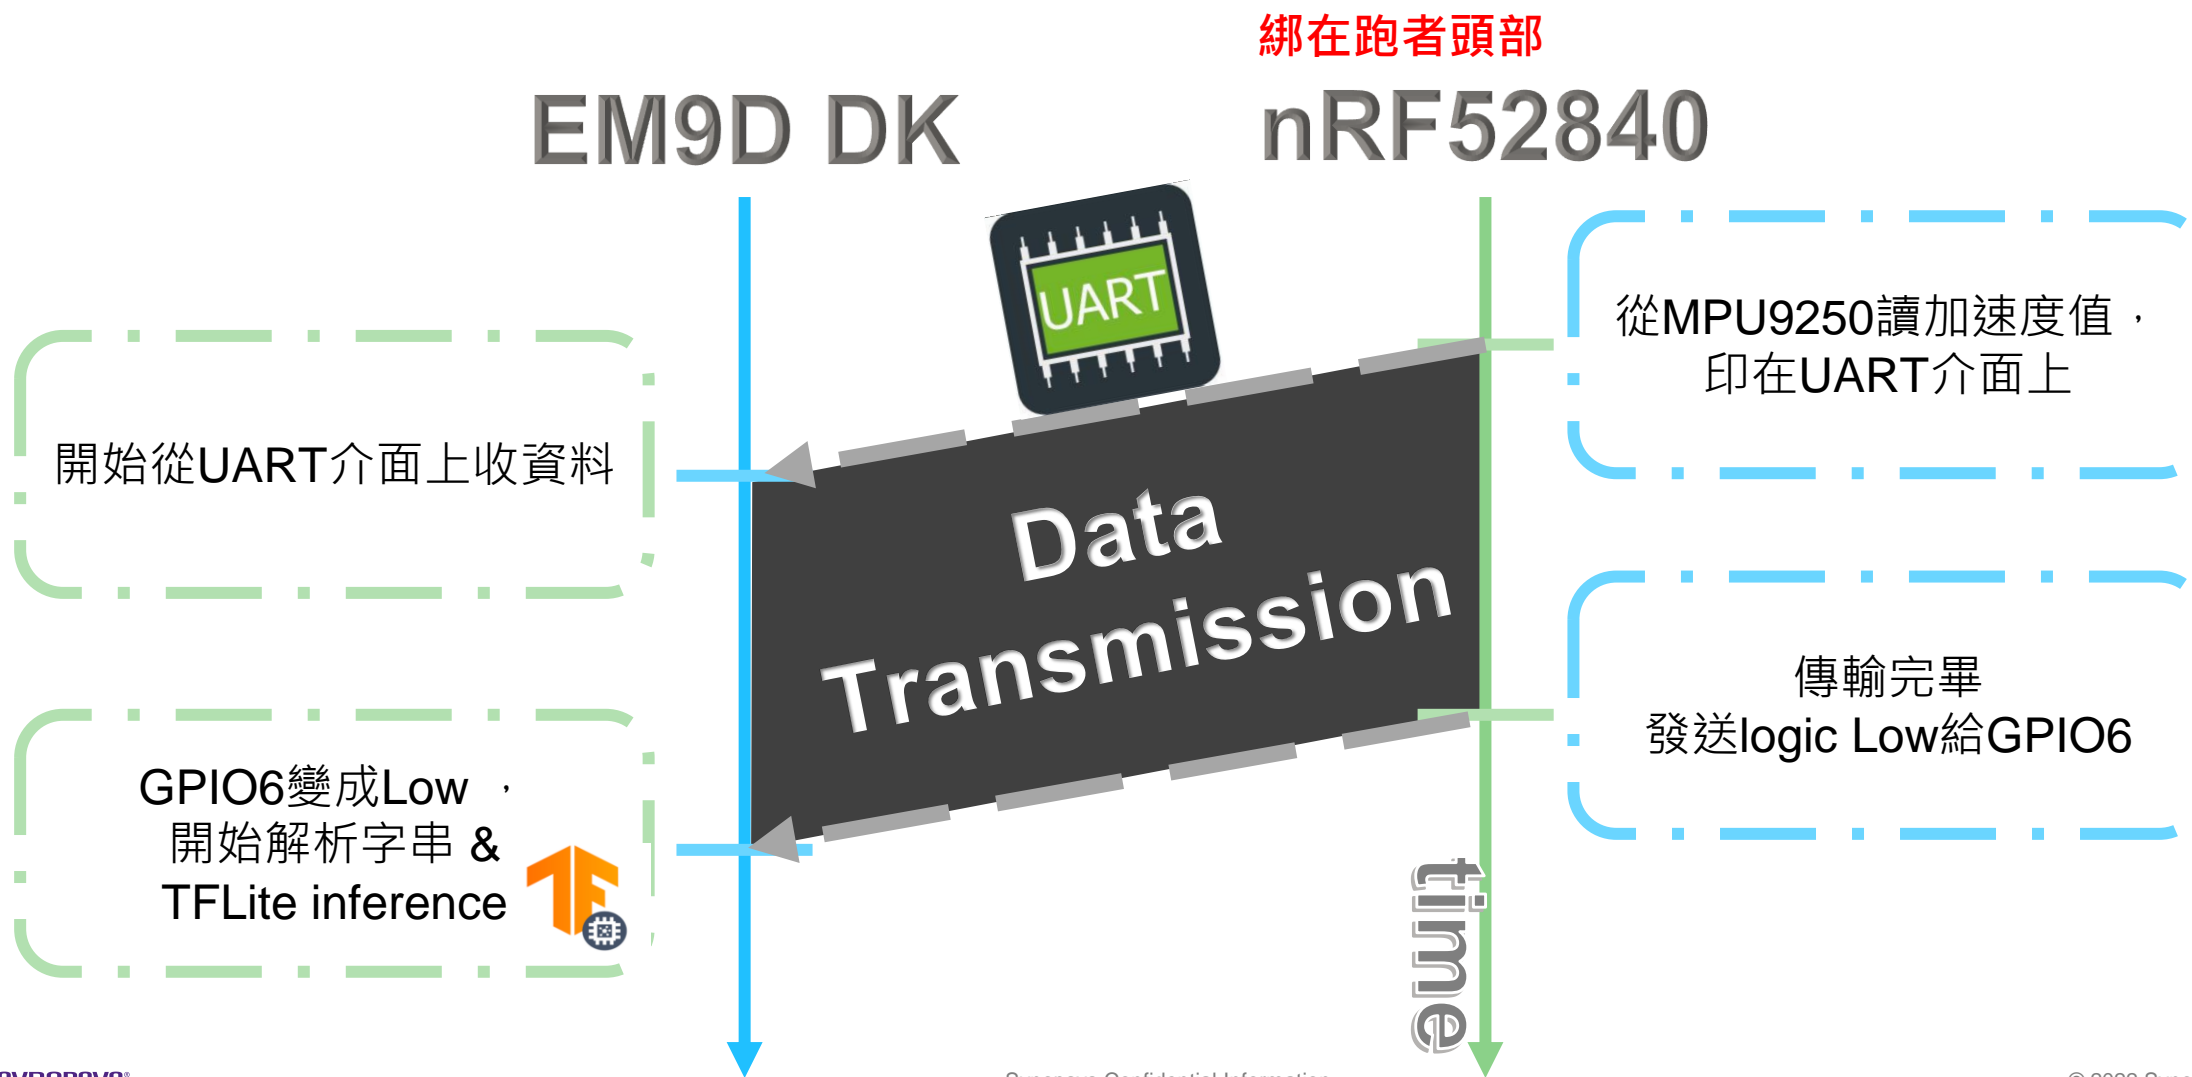 綁在跑者頭部
EM9D DK
nRF52840
UART
從MPU9250讀加速度值，
印在UART介面上
開始從UART介面上收資料
Data
Transmission
傳輸完畢
發送logic Low給GPIO6
GPIO6變成Low ，
開始解析字串 &
TFLite inference
time